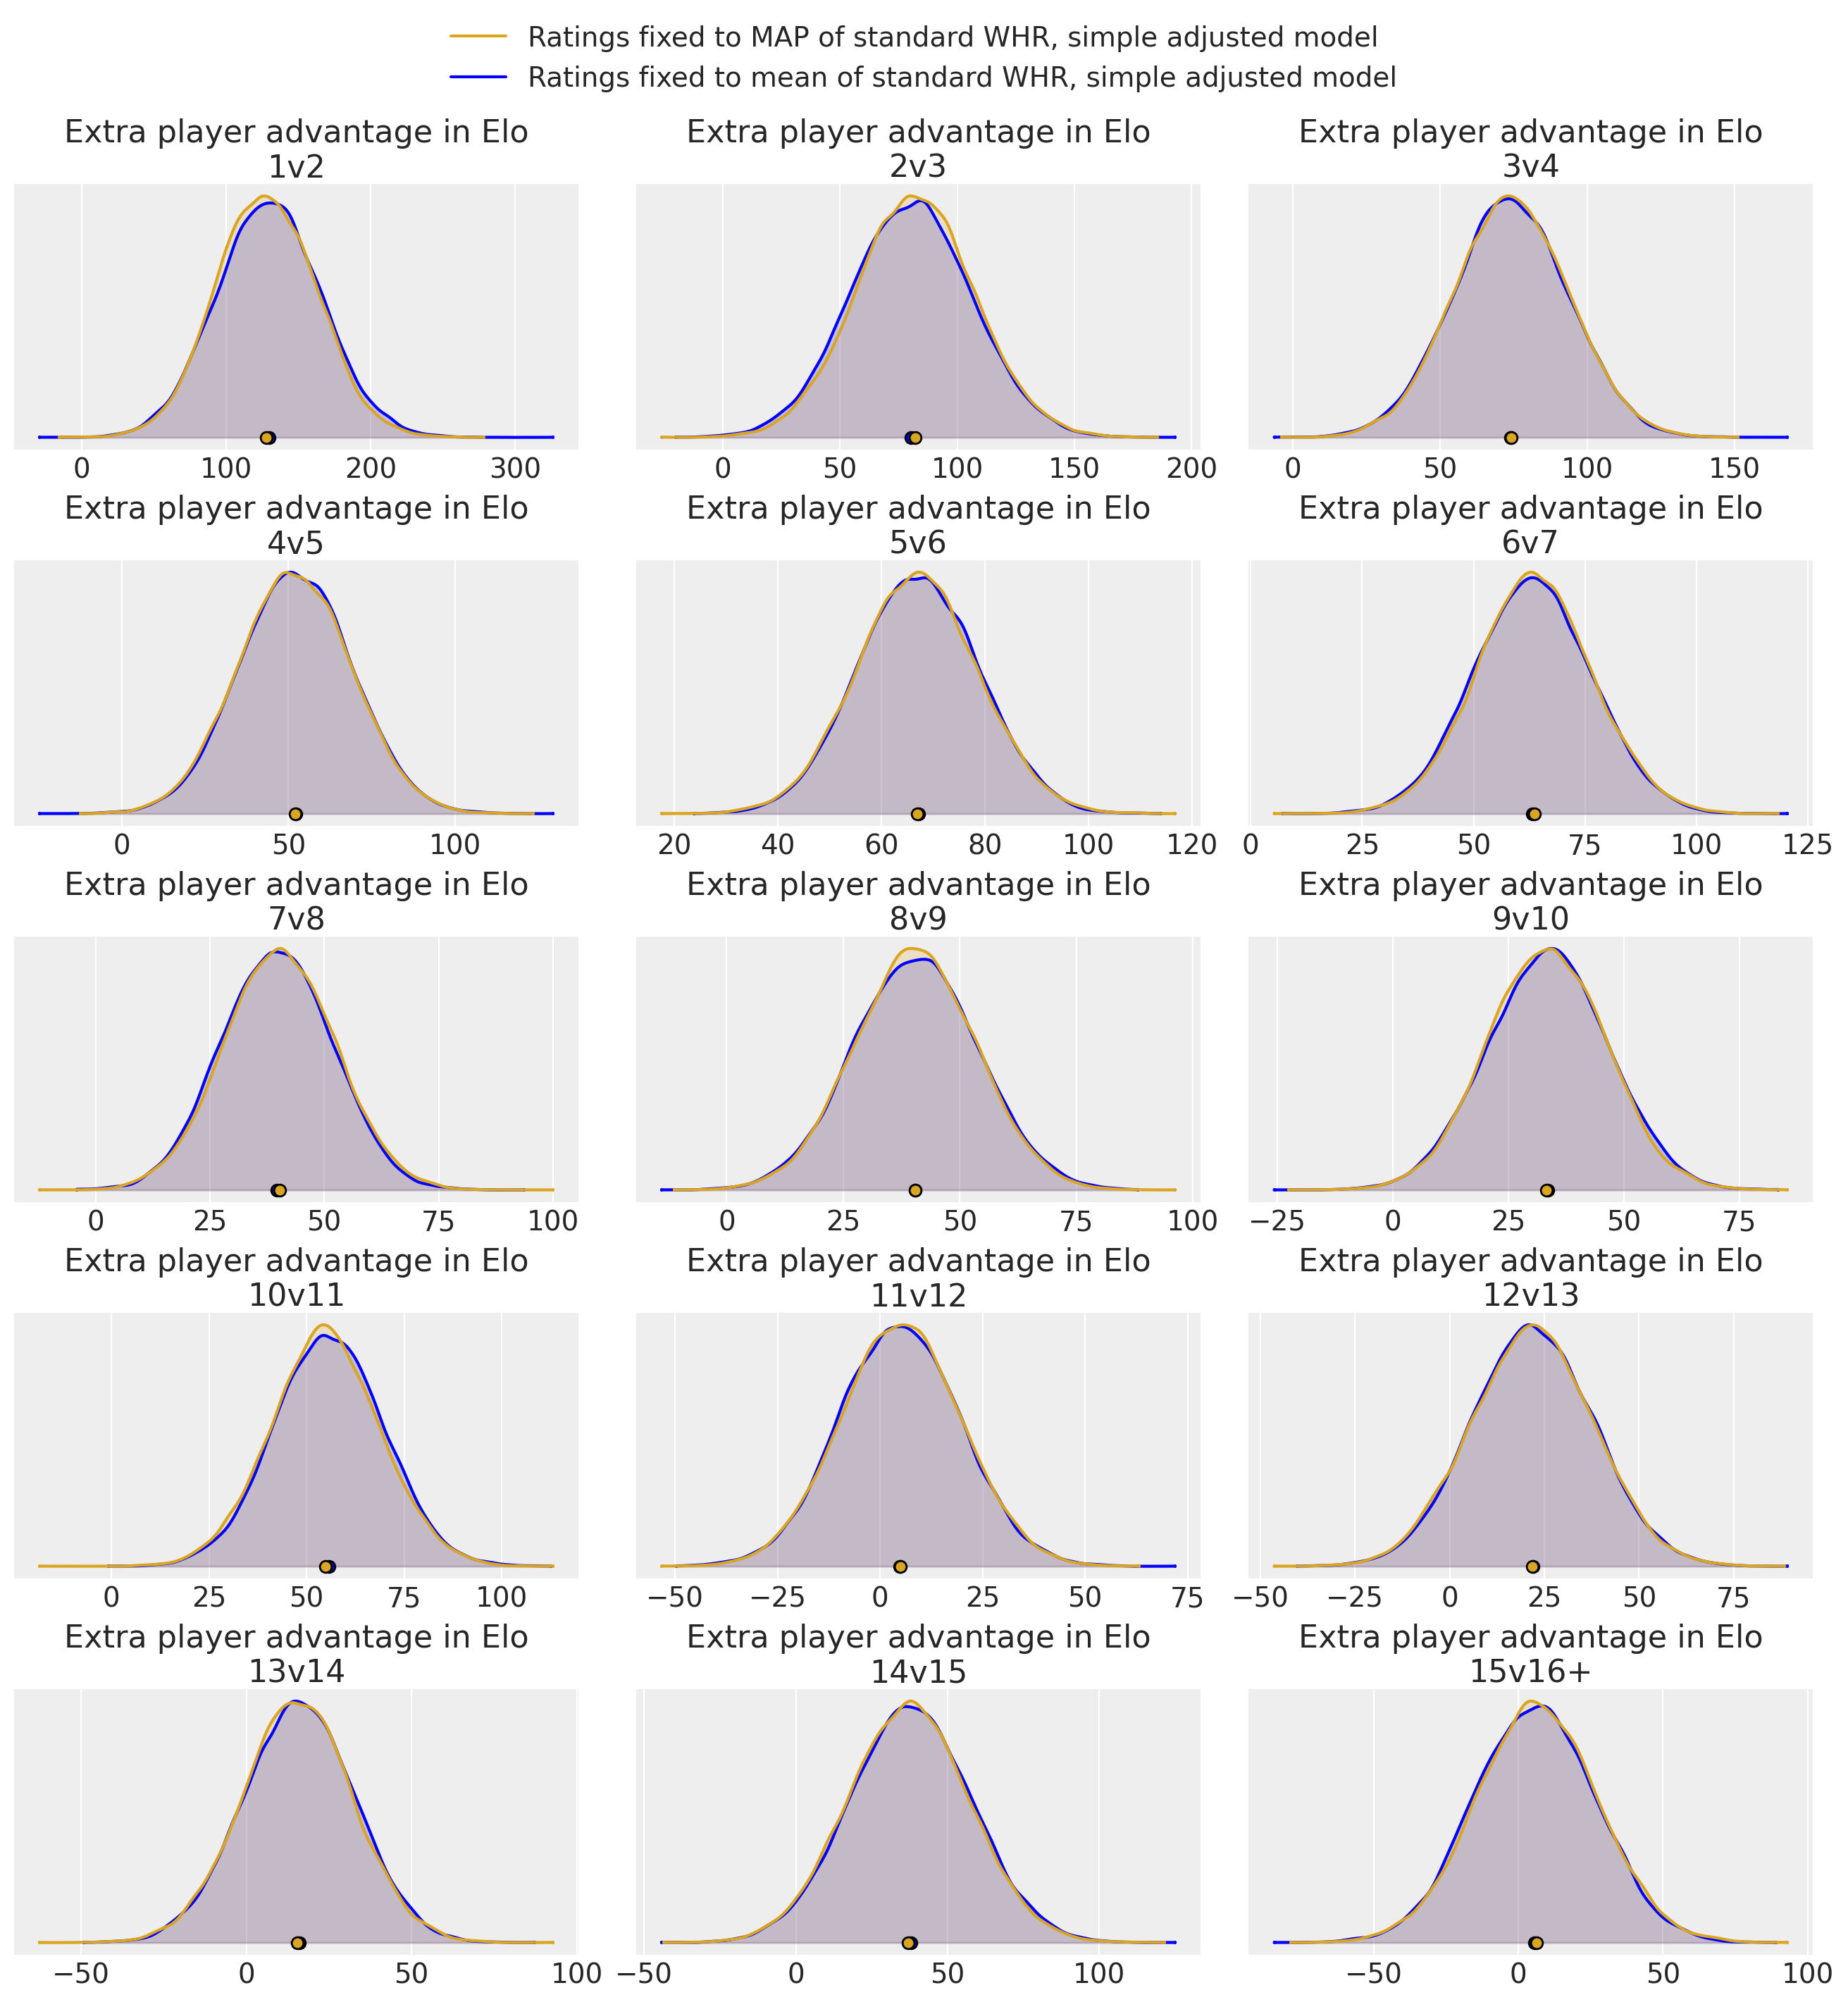 Ratings fixed to MAP of standard WHR, simple adjusted model
Ratings fixed to mean of standard WHR, simple adjusted model
Extra player advantage in Elo
1v2
0 100 200 300
Extra player advantage in Elo
2v3
0 50 100 150 200
Extra player advantage in Elo
3v4
0 50 100 150
Extra player advantage in Elo
4v5
0 50 100
Extra player advantage in Elo
5v6
20 40 60 80 100 120
Extra player advantage in Elo
6v7
0 25 50 75 100 125
Extra player advantage in Elo
7v8
0 25 50 75 100
Extra player advantage in Elo
8v9
0 25 50 75 100
Extra player advantage in Elo
9v10
−25 0 25 50 75
Extra player advantage in Elo
10v11
0 25 50 75 100
Extra player advantage in Elo
11v12
−50 −25 0 25 50 75
Extra player advantage in Elo
12v13
−50 −25 0 25 50 75
Extra player advantage in Elo
13v14
−50 0 50 100
Extra player advantage in Elo
14v15
−50 0 50 100
Extra player advantage in Elo
15v16+
−50 0 50 100